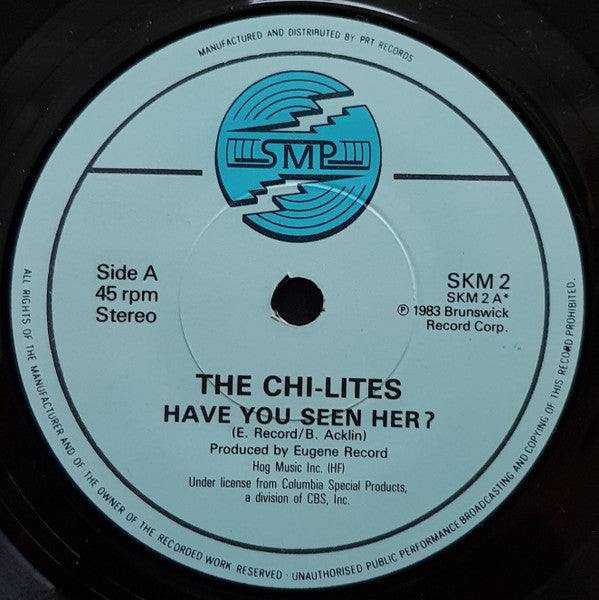 MANUFACTURED AND DISTRIBUTED BY PRT RECORDS
SMP
Side A
45 rpm
Stereo
SKM 2
SKM 2 A*
℗ 1983 Brunswick
Record Corp.
THE CHI-LITES
HAVE YOU SEEN HER?
(E. Record/B. Acklin)
Produced by Eugene Record
Hog Music Inc. (HF)
Under license from Columbia Special Products,
a division of CBS, Inc.
ALL RIGHTS OF THE MANUFACTURER AND OF THE OWNER OF THE RECORDED WORK RESERVED · UNAUTHORISED PUBLIC PERFORMANCE BROADCASTING AND COPYING OF THIS RECORD PROHIBITED.